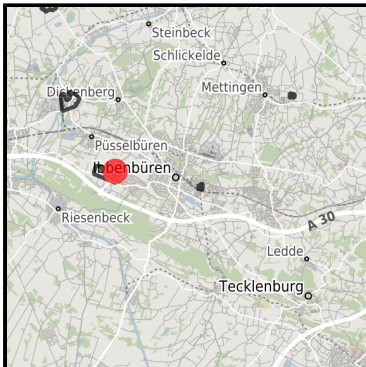 Steinbeck
Schlickelde
Dickenberg
Mettingen
Püsselbüren
Ibbenbüren
Riesenbeck
A 30
Ledde
Tecklenburg